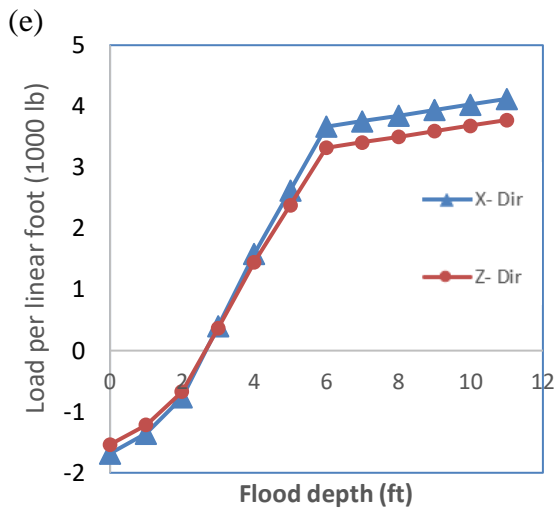 (e)
5
4
3
2
1
0
-1
-2
0 2 4 6 8 10 12
Load per linear foot (1000 lb)
X- Dir
Z- Dir
Flood depth (ft)